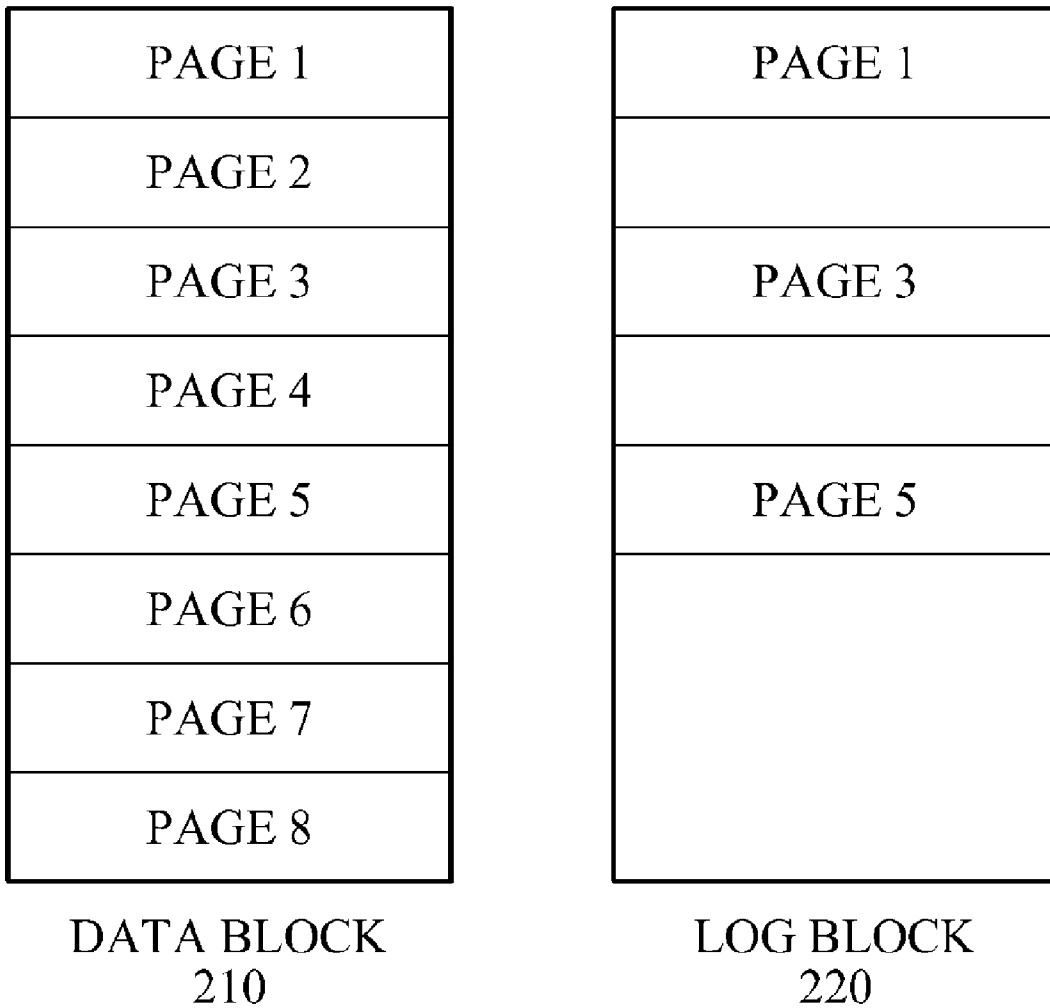 PAGE 1
PAGE 2
PAGE 3
PAGE 4
PAGE 5
PAGE 6
PAGE 7
PAGE 8
DATA BLOCK
210
PAGE 1
PAGE 3
PAGE 5
LOG BLOCK
220